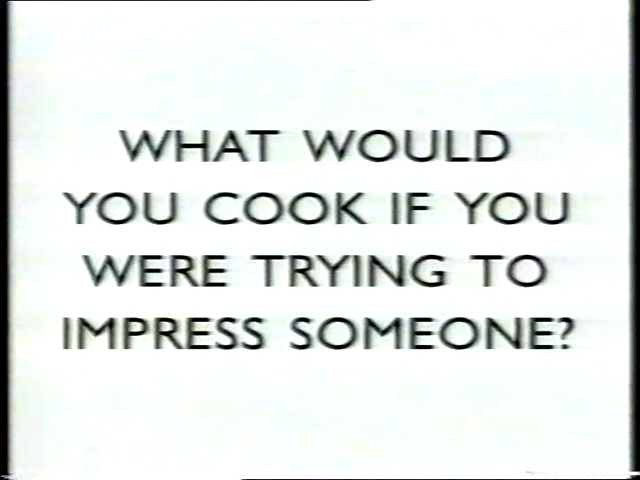 WHAT WOULD
YOU COOK IF YOU
WERE TRYING TO
IMPRESS SOMEONE?